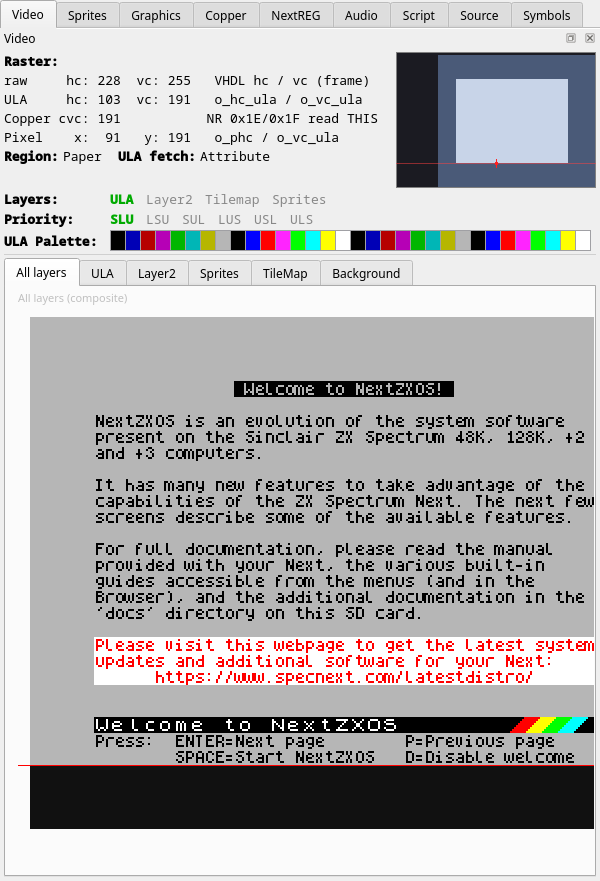 Video Sprites Graphics Copper NextREG Audio Script Source Symbols
Video
Raster:
raw hc: 228 vc: 255 VHDL hc / vc (frame)
ULA hc: 103 vc: 191 o_hc_ula / o_vc_ula
Copper cvc: 191 NR 0x1E/0x1F read THIS
Pixel x: 91 y: 191 o_phc / o_vc_ula
Region: Paper ULA fetch: Attribute
Layers: ULA Layer2 Tilemap Sprites
Priority: SLU LSU SUL LUS USL ULS
ULA Palette:
All layers ULA Layer2 Sprites TileMap Background
All layers (composite)
Welcome to NextZXOS!
NextZXOS is an evolution of the system software
present on the Sinclair ZX Spectrum 48K, 128K, +2
and +3 computers.
It has many new features to take advantage of the
capabilities of the ZX Spectrum Next. The next few
screens describe some of the available features.
For full documentation, please read the manual
provided with your Next, the various built-in
guides accessible from the menus (and in the
Browser), and the additional documentation in the
'docs' directory on this SD card.
Please visit this webpage to get the latest system
updates and additional software for your Next:
https://www.specnext.com/latestdistro/
Welcome to NextZXOS
Press: ENTER=Next page P=Previous page
SPACE=Start NextZXOS D=Disable welcome